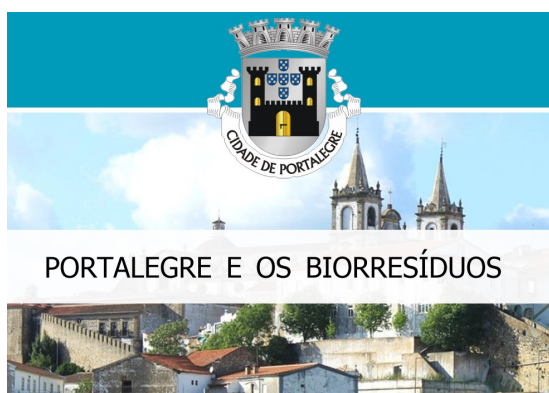 CIDADE DE PORTALEGRE
PORTALEGRE E OS BIORRESÍDUOS